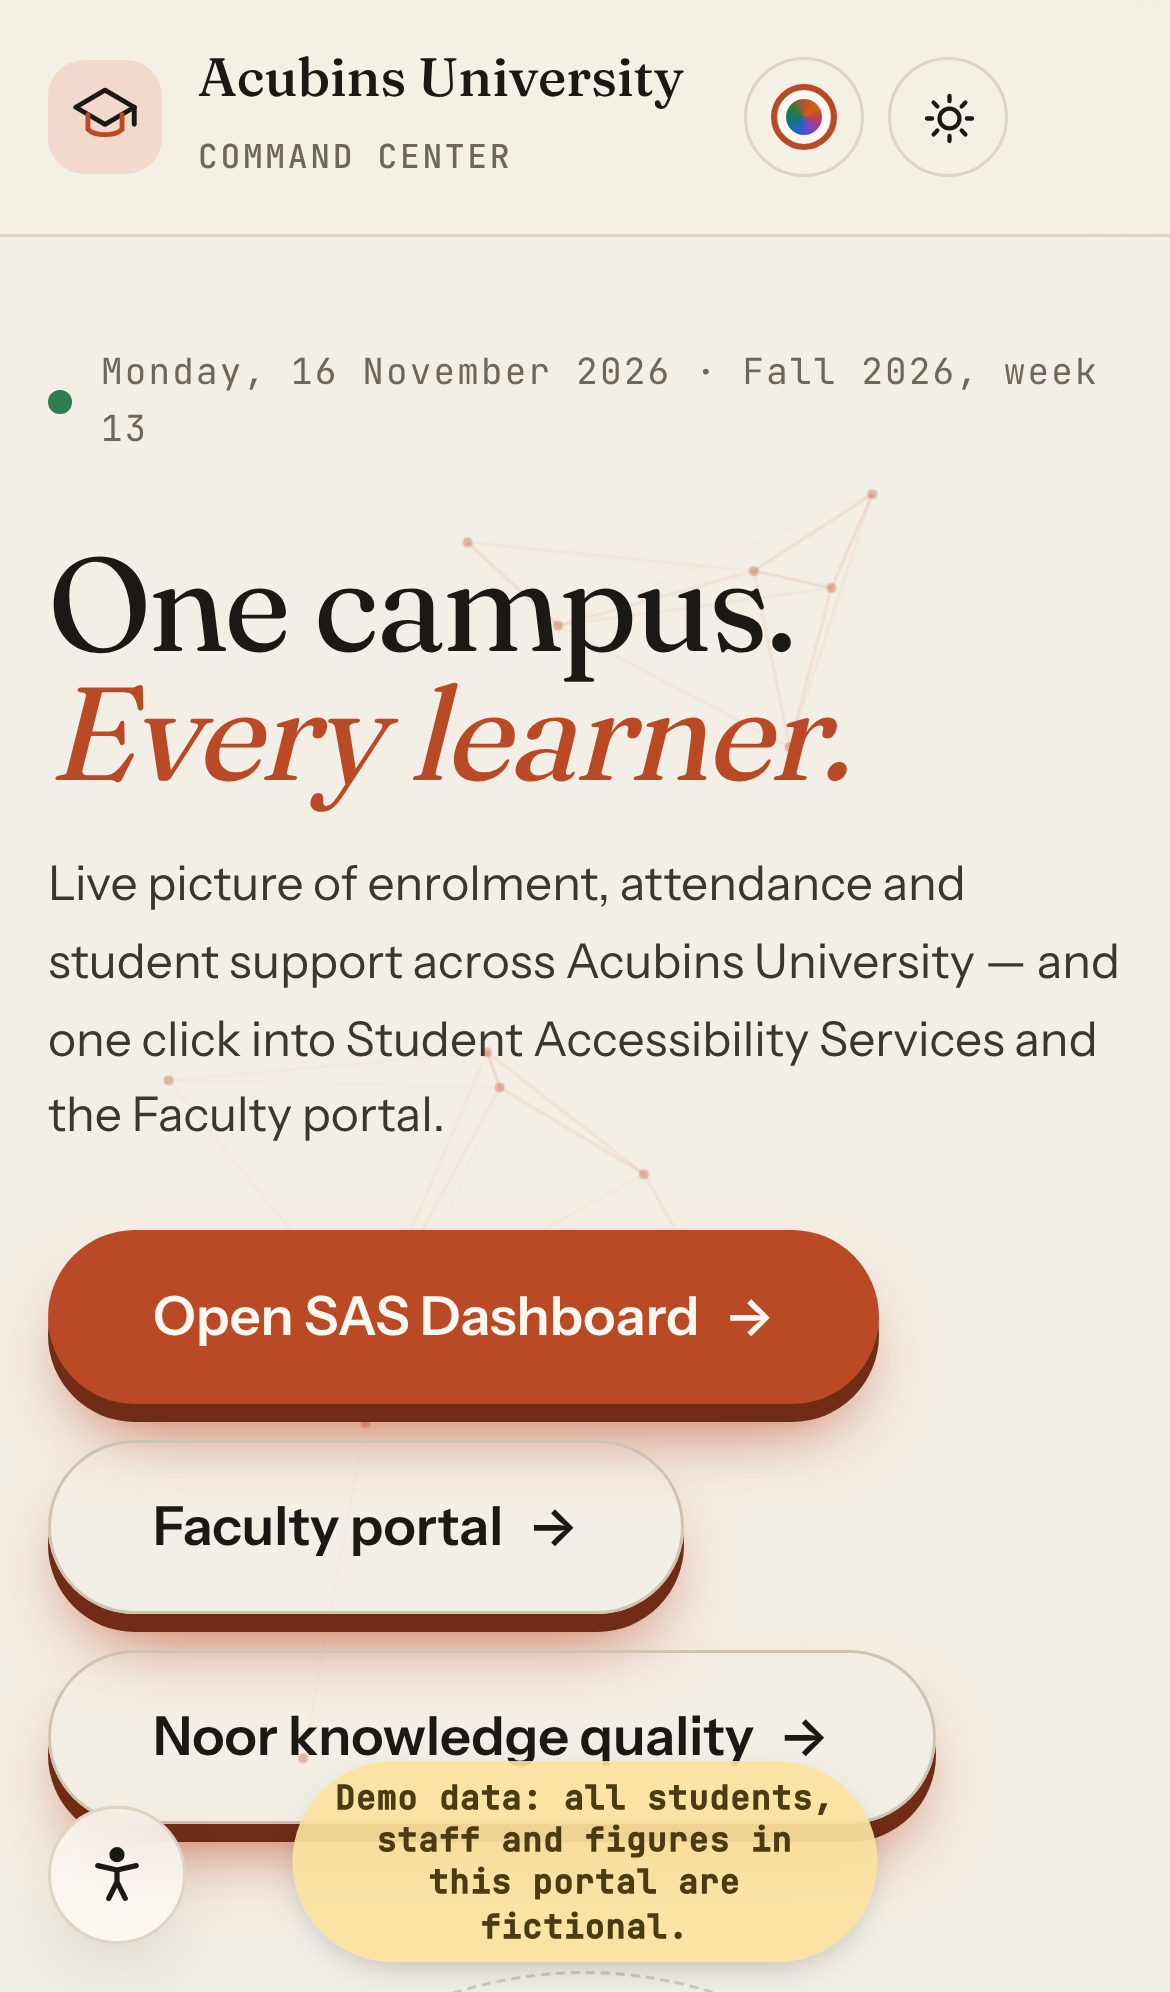 Acubins University
COMMAND CENTER
Monday, 16 November 2026 · Fall 2026, week
13
One campus.
Every learner.
Live picture of enrolment, attendance and
student support across Acubins University — and
one click into Student Accessibility Services and
the Faculty portal.
Open SAS Dashboard →
Faculty portal →
Noor knowledge quality →
Demo data: all students,
staff and figures in
this portal are
fictional.